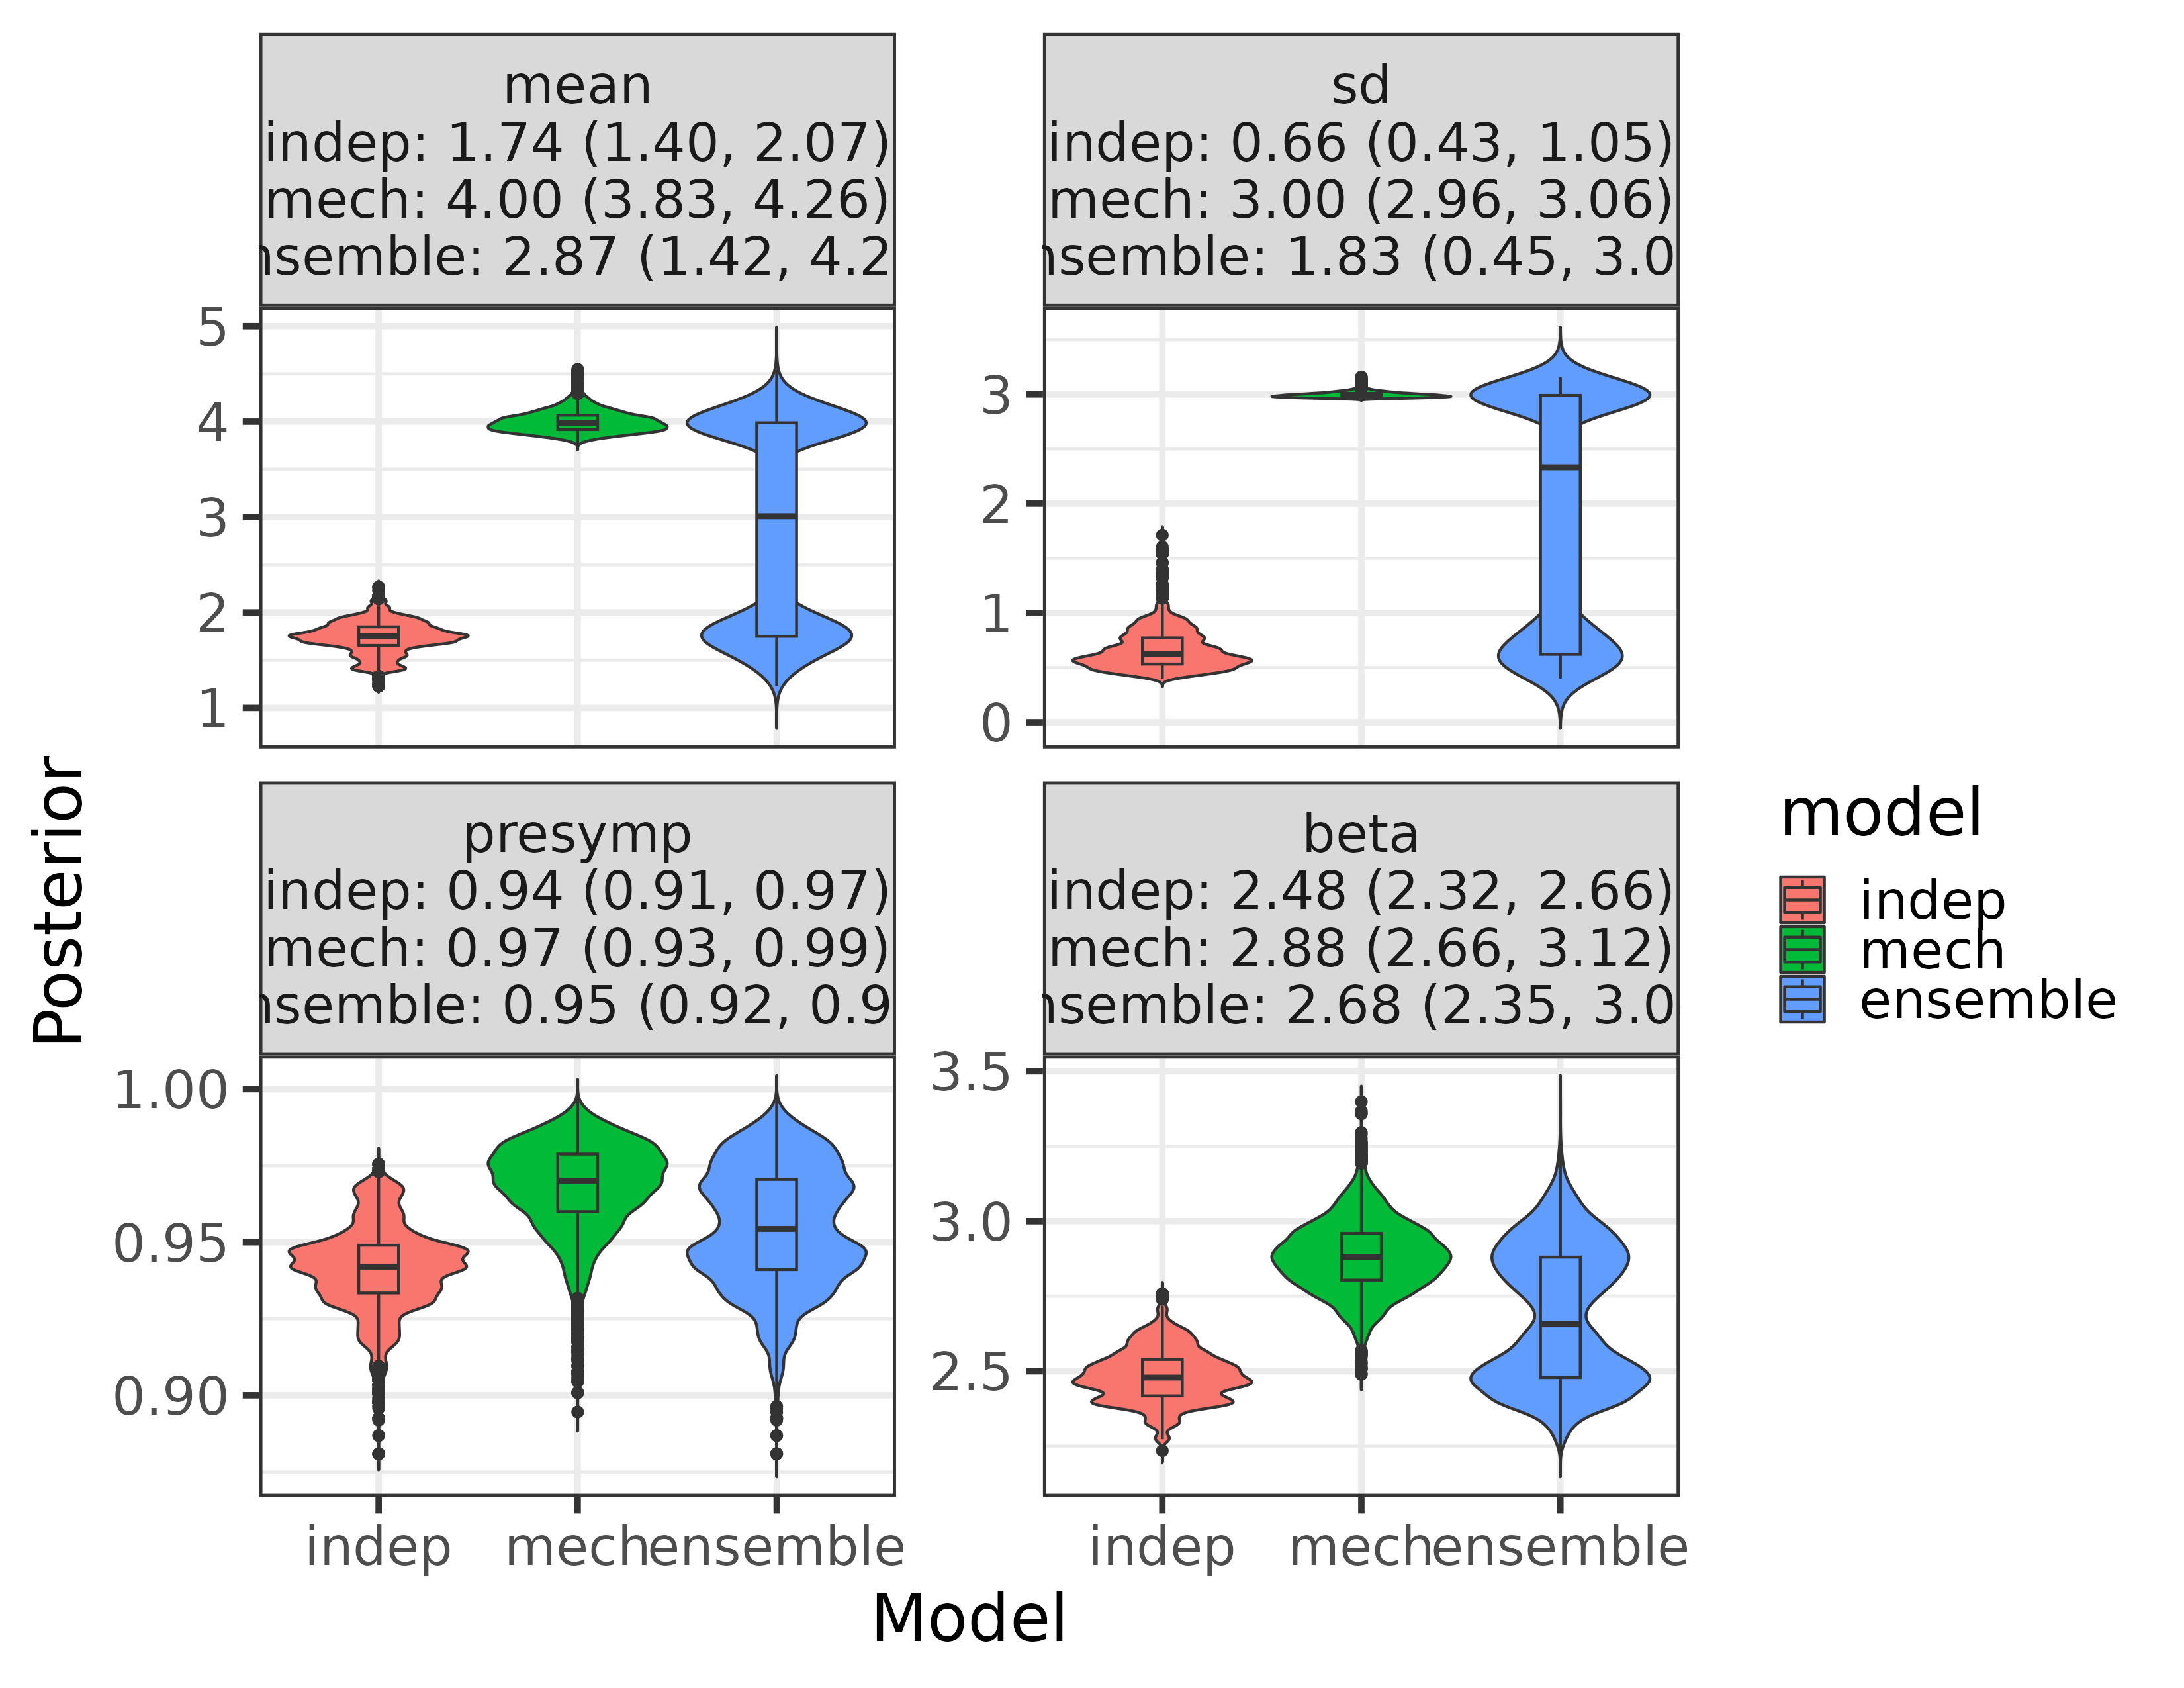 mean
indep: 1.74 (1.40, 2.07)
mech: 4.00 (3.83, 4.26)
nsemble: 2.87 (1.42, 4.2
sd
indep: 0.66 (0.43, 1.05)
mech: 3.00 (2.96, 3.06)
nsemble: 1.83 (0.45, 3.0
5
4
3
2
1
3
2
1
0
presymp
indep: 0.94 (0.91, 0.97)
mech: 0.97 (0.93, 0.99)
nsemble: 0.95 (0.92, 0.9
beta
indep: 2.48 (2.32, 2.66)
mech: 2.88 (2.66, 3.12)
nsemble: 2.68 (2.35, 3.0
1.00
0.95
0.90
3.5
3.0
2.5
indep mech ensemble
indep mech ensemble
Model
Posterior
model
indep
mech
ensemble